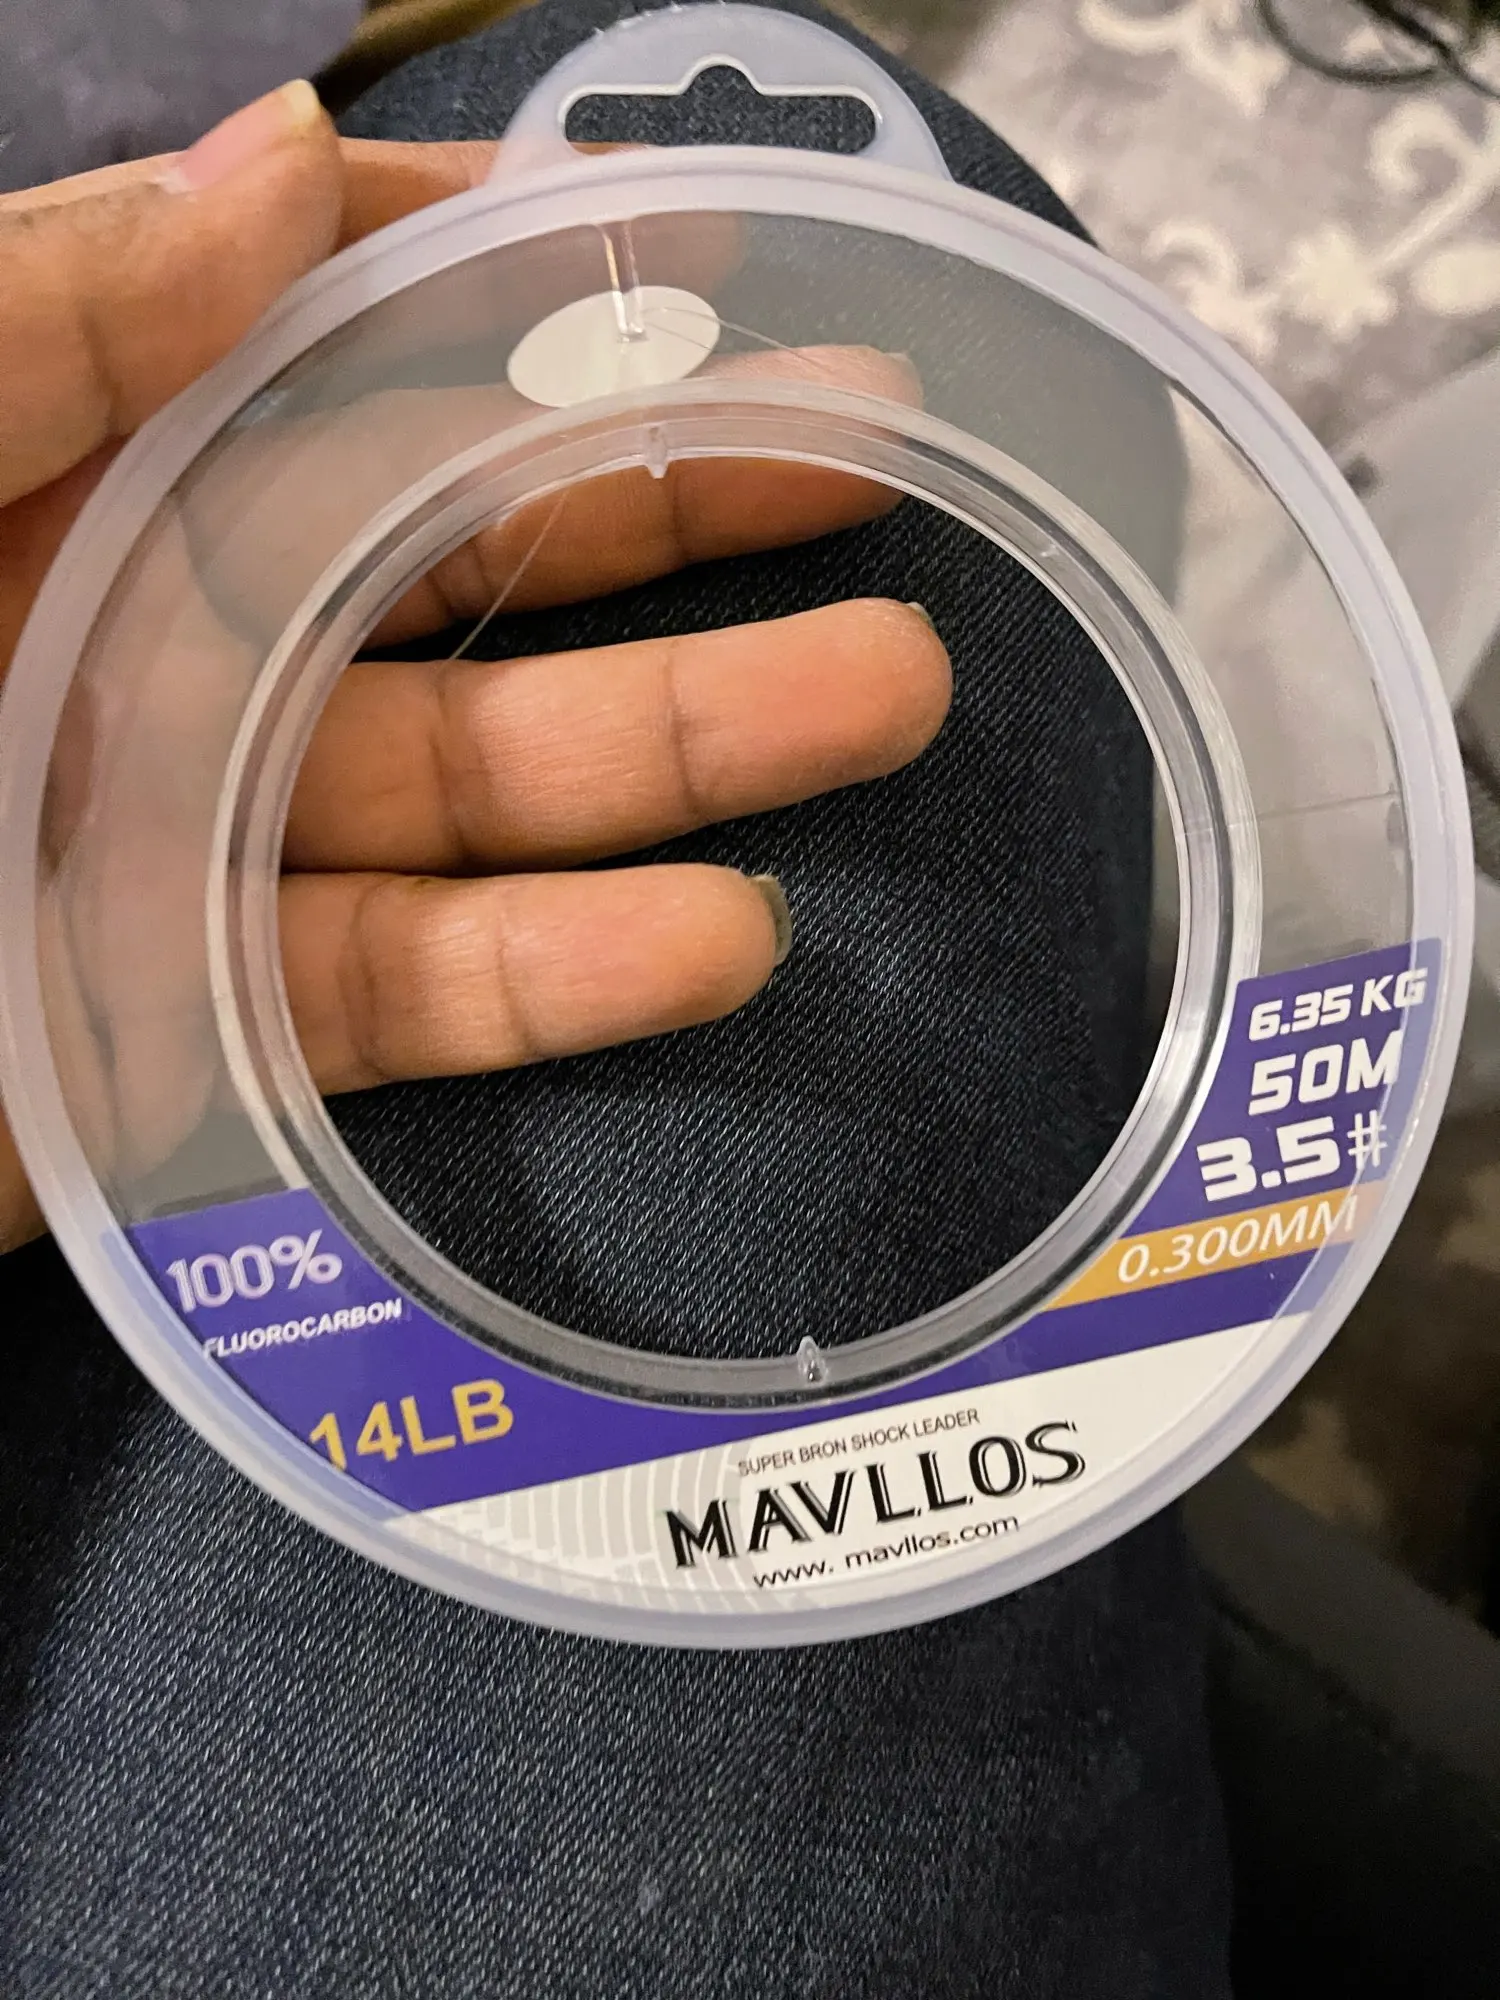 6.35 KG
50M
3.5#
0.300MM
100%
FLUOROCARBON
14LB
SUPER BRON SHOCK LEADER
MAVLLOS
www. mavllos.com